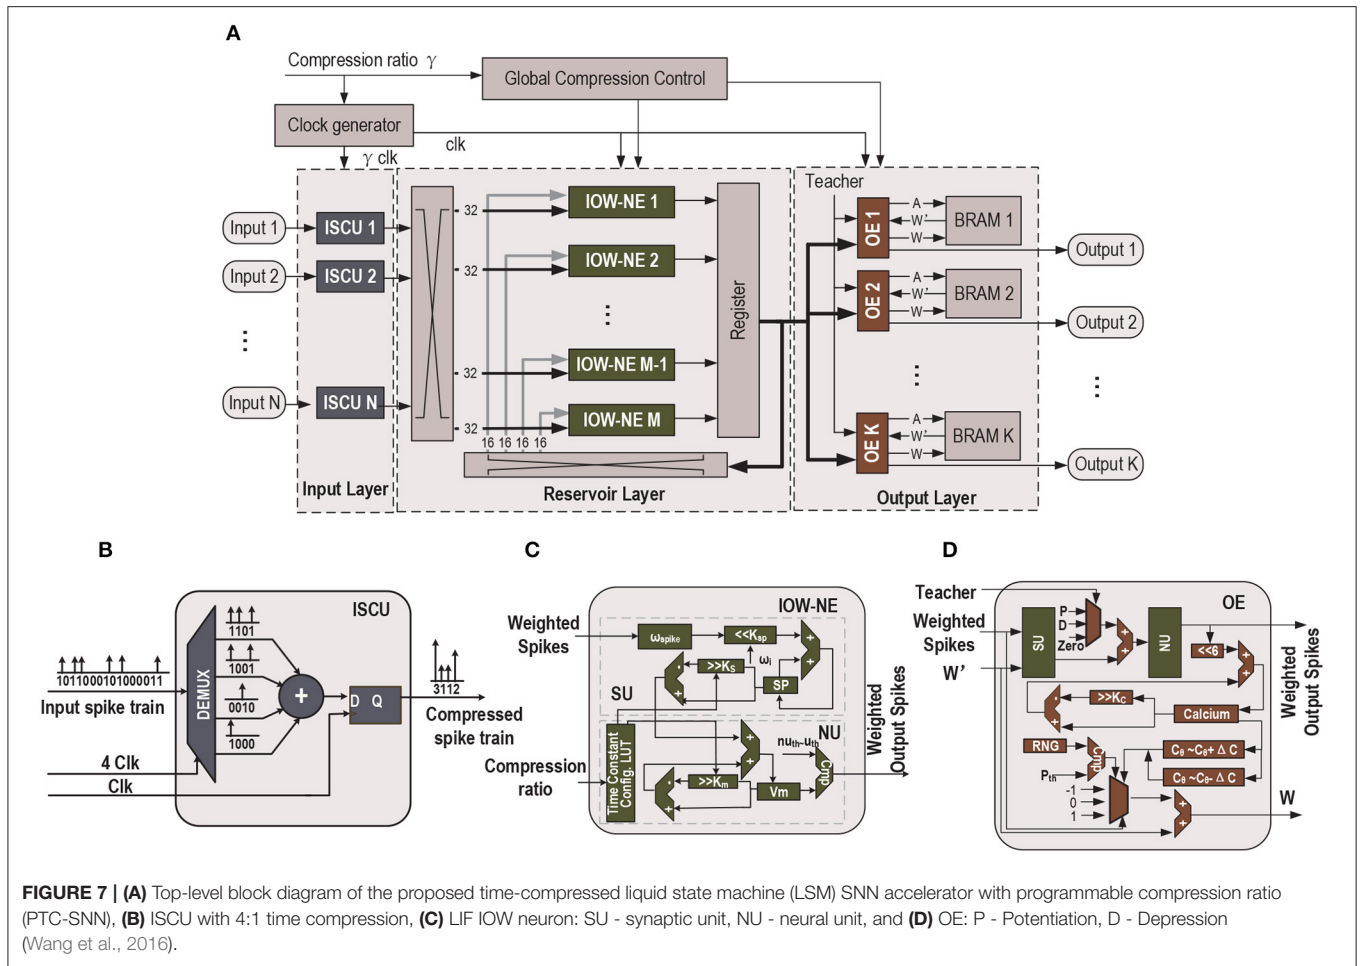 A
Compression ratio γ
Global Compression Control
Clock generator
clk
γ clk
Teacher
Input 1
ISCU 1
32
IOW-NE 1
OE 1
A
W'
W
BRAM 1
Output 1
Input 2
ISCU 2
32
IOW-NE 2
Register
OE 2
A
W'
W
BRAM 2
Output 2
32
IOW-NE M-1
Input N
ISCU N
32
IOW-NE M
OE K
A
W'
W
BRAM K
Output K
16 16 16 16
Input Layer
Reservoir Layer
Output Layer
B
ISCU
1101
1001
0010
1000
1011000101000011
Input spike train
DEMUX
+
D Q
3112
Compressed
spike train
4 Clk
Clk
C
IOW-NE
Weighted
Spikes
ωspike
<<Ksp
+
+
ωi
-
+
>>KS
SP
SU
NU
Time Constant
Config. LUT
+
+
nuth-uth
Cmp
-
+
>>Km
Vm
Compression
ratio
Weighted
Output Spikes
D
OE
Teacher
Weighted
Spikes
W'
SU
P
D
Zero
+
+
NU
<<6
+
+
-
+
>>KC
Calcium
RNG
Cmp
Pth
Cθ ~Cθ+ Δ C
Cθ ~Cθ- Δ C
-1
0
1
+
+
W
Weighted
Output Spikes
FIGURE 7 | (A) Top-level block diagram of the proposed time-compressed liquid state machine (LSM) SNN accelerator with programmable compression ratio
(PTC-SNN), (B) ISCU with 4:1 time compression, (C) LIF IOW neuron: SU - synaptic unit, NU - neural unit, and (D) OE: P - Potentiation, D - Depression
(Wang et al., 2016).